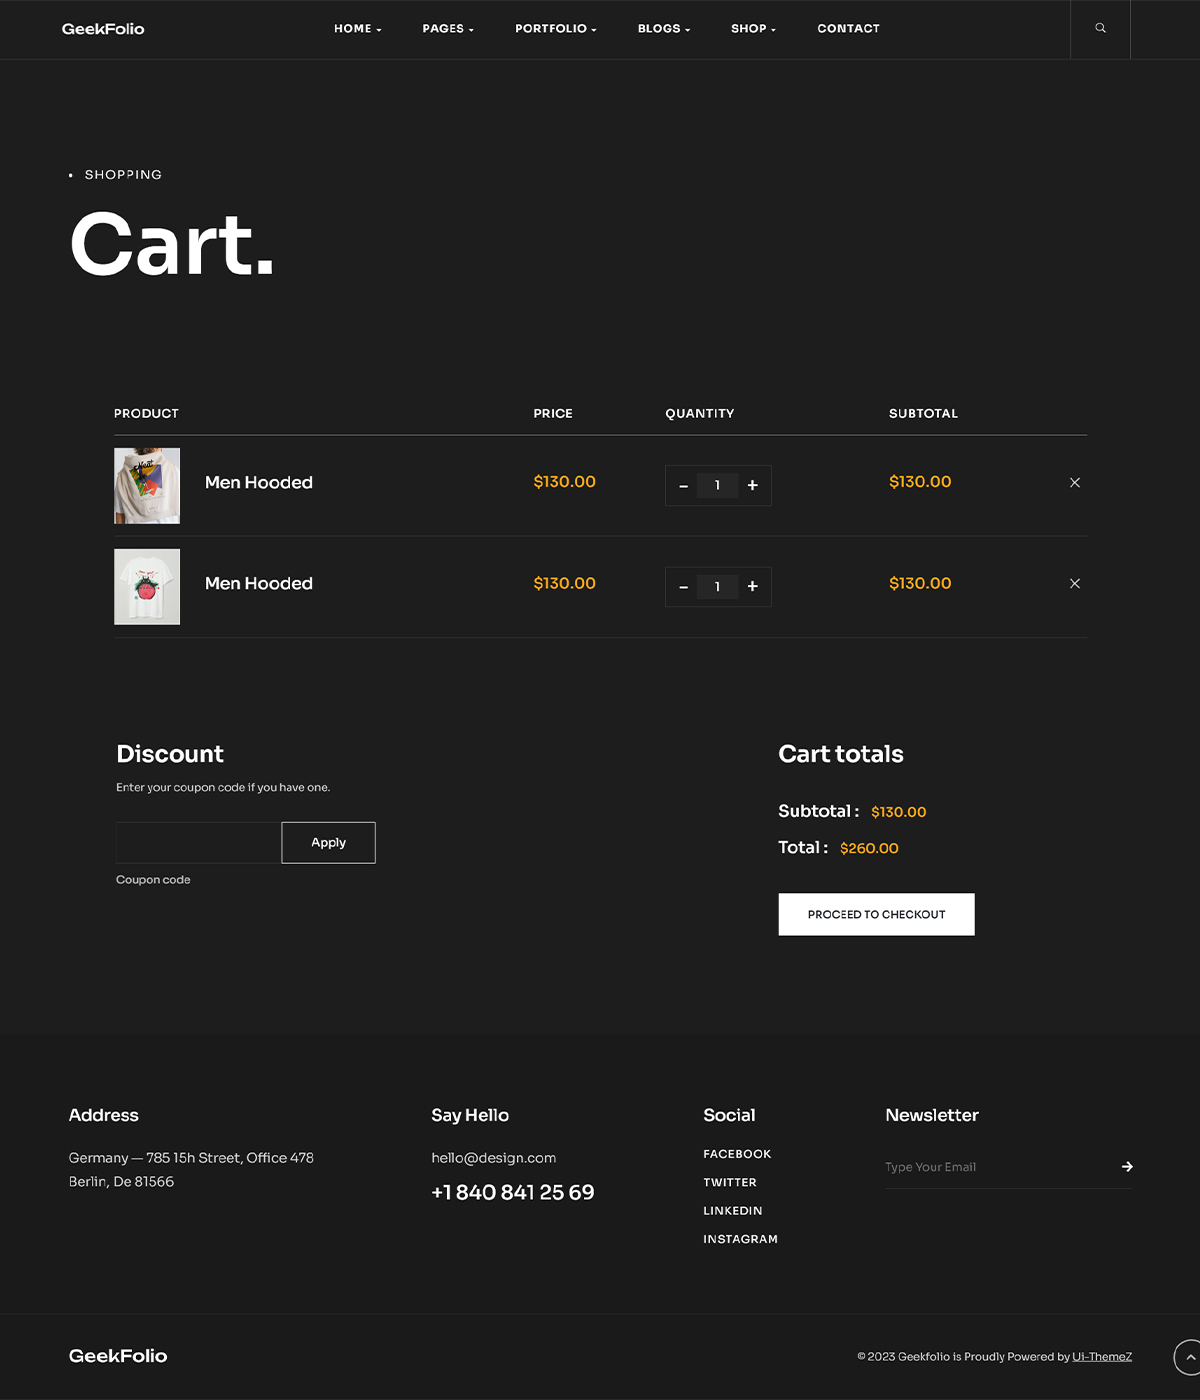 GeekFolio HOME PAGES PORTFOLIO BLOGS SHOP CONTACT
• SHOPPING
Cart.
PRODUCT PRICE QUANTITY SUBTOTAL
Men Hooded $130.00 – 1 + $130.00
Men Hooded $130.00 – 1 + $130.00
Discount
Enter your coupon code if you have one.
Apply
Coupon code
Cart totals
Subtotal : $130.00
Total : $260.00
PROCEED TO CHECKOUT
Address
Germany — 785 15h Street, Office 478
Berlin, De 81566
Say Hello
hello@design.com
+1 840 841 25 69
Social
FACEBOOK
TWITTER
LINKEDIN
INSTAGRAM
Newsletter
Type Your Email
GeekFolio
© 2023 Geekfolio is Proudly Powered by Ui-ThemeZ